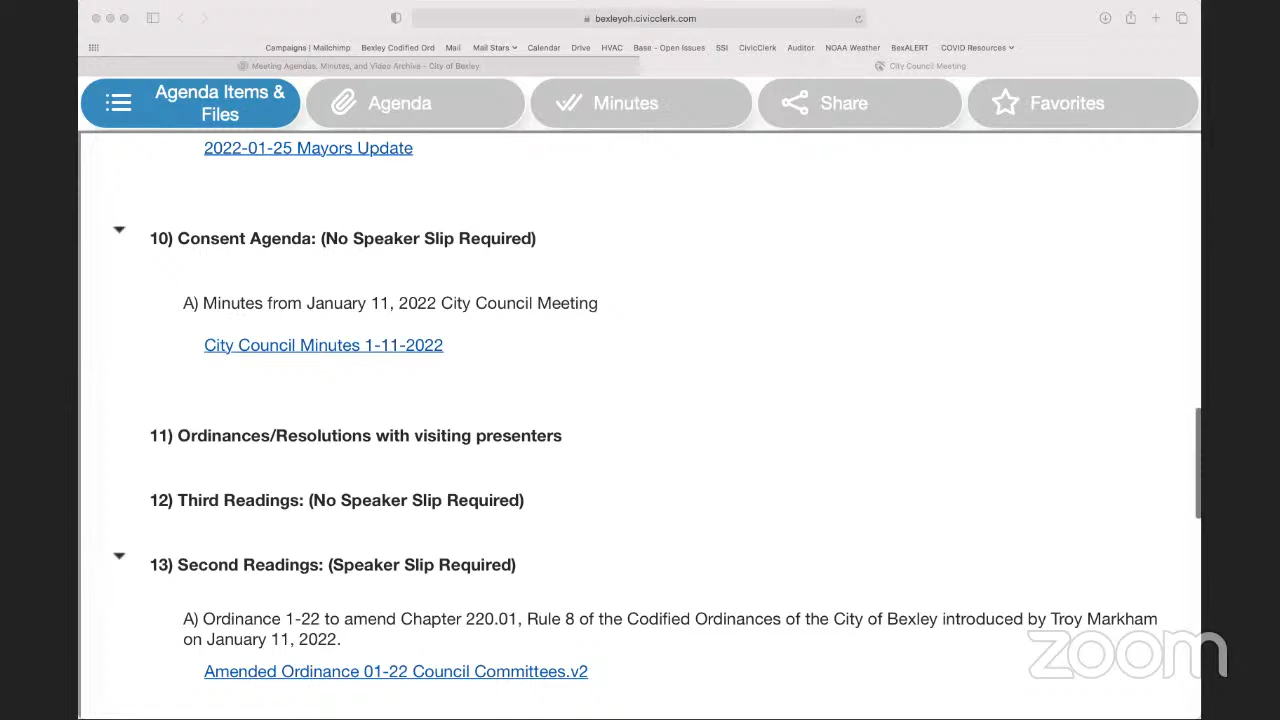 bexleyoh.civicclerk.com
Campaigns | Mailchimp Bexley Codified Ord Mail Mail Stars Calendar Drive HVAC Base - Open Issues SSI CivicClerk Auditor NOAA Weather BexALERT COVID Resources
Meeting Agendas, Minutes, and Video Archive - City of Bexley City Council Meeting
Agenda Items &
Files
Agenda
Minutes
Share
Favorites
2022-01-25 Mayors Update
10) Consent Agenda: (No Speaker Slip Required)
A) Minutes from January 11, 2022 City Council Meeting
City Council Minutes 1-11-2022
11) Ordinances/Resolutions with visiting presenters
12) Third Readings: (No Speaker Slip Required)
13) Second Readings: (Speaker Slip Required)
A) Ordinance 1-22 to amend Chapter 220.01, Rule 8 of the Codified Ordinances of the City of Bexley introduced by Troy Markham
on January 11, 2022.
Amended Ordinance 01-22 Council Committees.v2
zoom